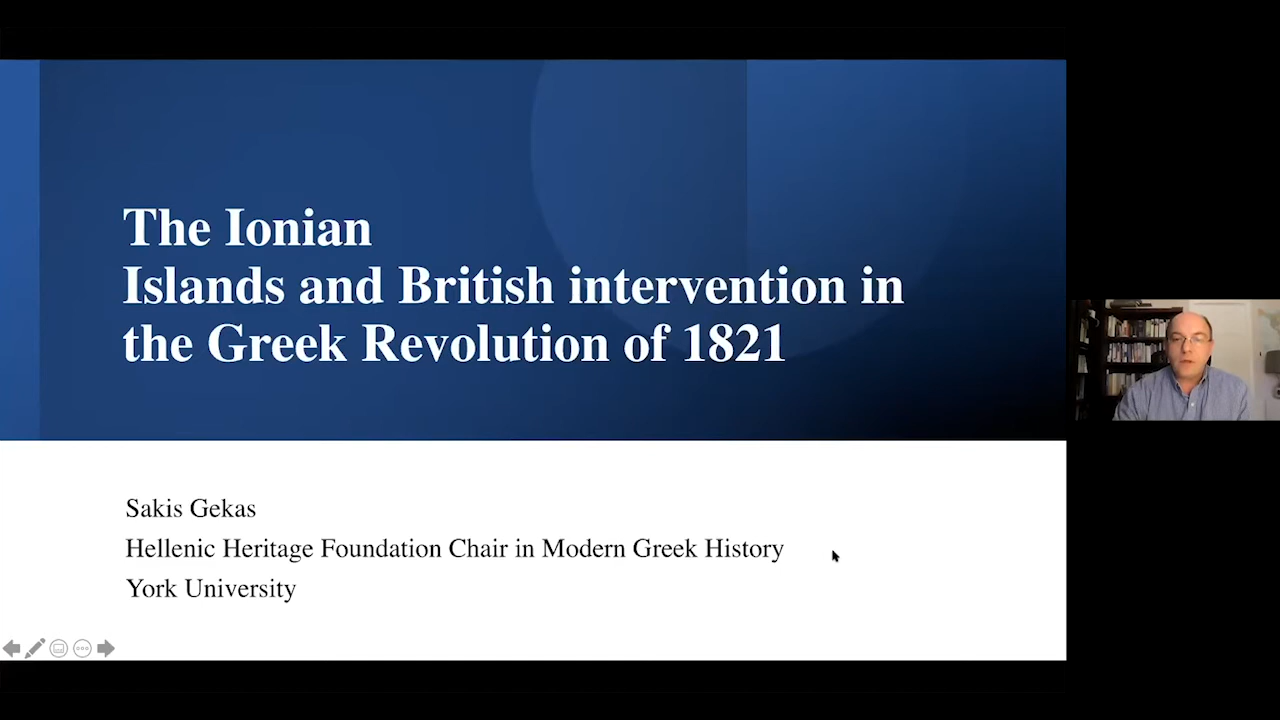 The Ionian
Islands and British intervention in
the Greek Revolution of 1821
Sakis Gekas
Hellenic Heritage Foundation Chair in Modern Greek History
York University